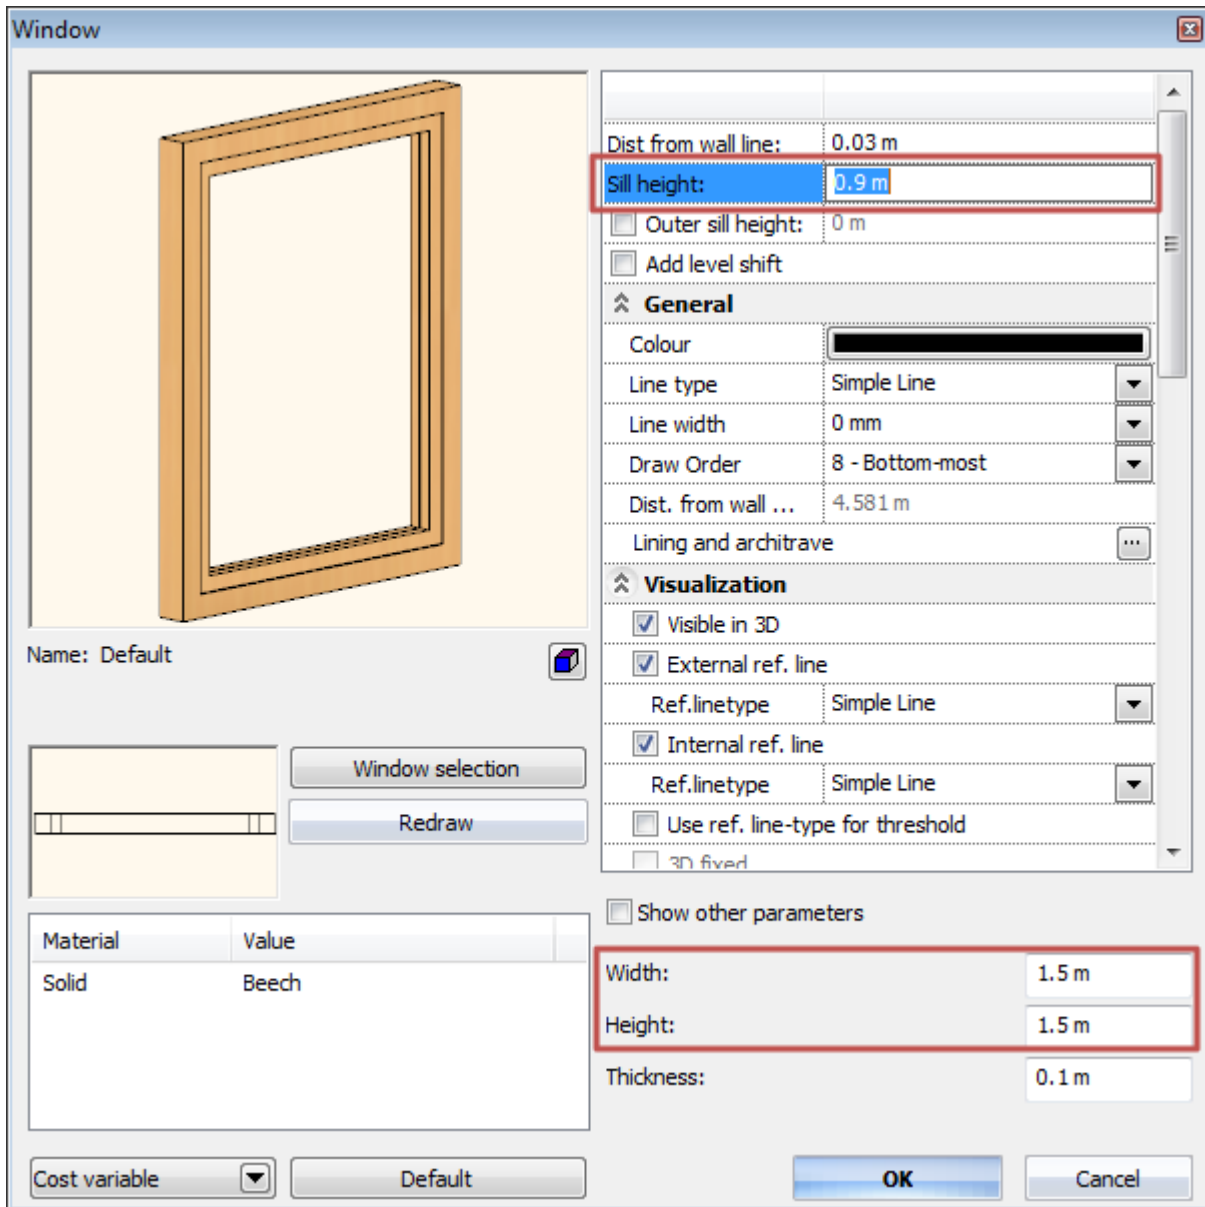 Window
Dist from wall line: 0.03 m
Sill height: 0.9 m
Outer sill height: 0 m
Add level shift
General
Colour
Line type Simple Line
Line width 0 mm
Draw Order 8 - Bottom-most
Dist. from wall ... 4.581 m
Lining and architrave ...
Visualization
Visible in 3D
External ref. line
Ref.linetype Simple Line
Internal ref. line
Ref.linetype Simple Line
Use ref. line-type for threshold
3D fixed
Name: Default
Window selection
Redraw
Material Value
Solid Beech
Show other parameters
Width: 1.5 m
Height: 1.5 m
Thickness: 0.1 m
Cost variable
Default
OK
Cancel